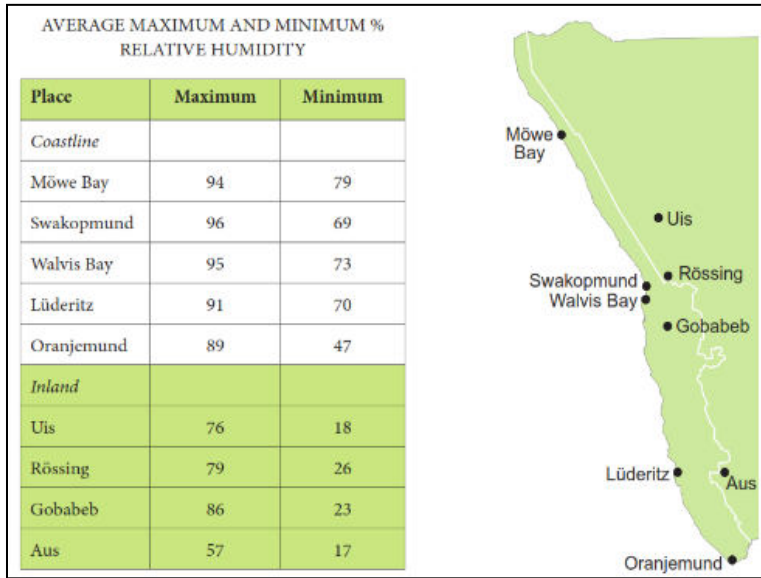 AVERAGE MAXIMUM AND MINIMUM %
RELATIVE HUMIDITY
Place Maximum Minimum
Coastline
Möwe Bay 94 79
Swakopmund 96 69
Walvis Bay 95 73
Lüderitz 91 70
Oranjemund 89 47
Inland
Uis 76 18
Rössing 79 26
Gobabeb 86 23
Aus 57 17
Möwe
Bay
Uis
Rössing
Swakopmund
Walvis Bay
Gobabeb
Lüderitz
Aus
Oranjemund